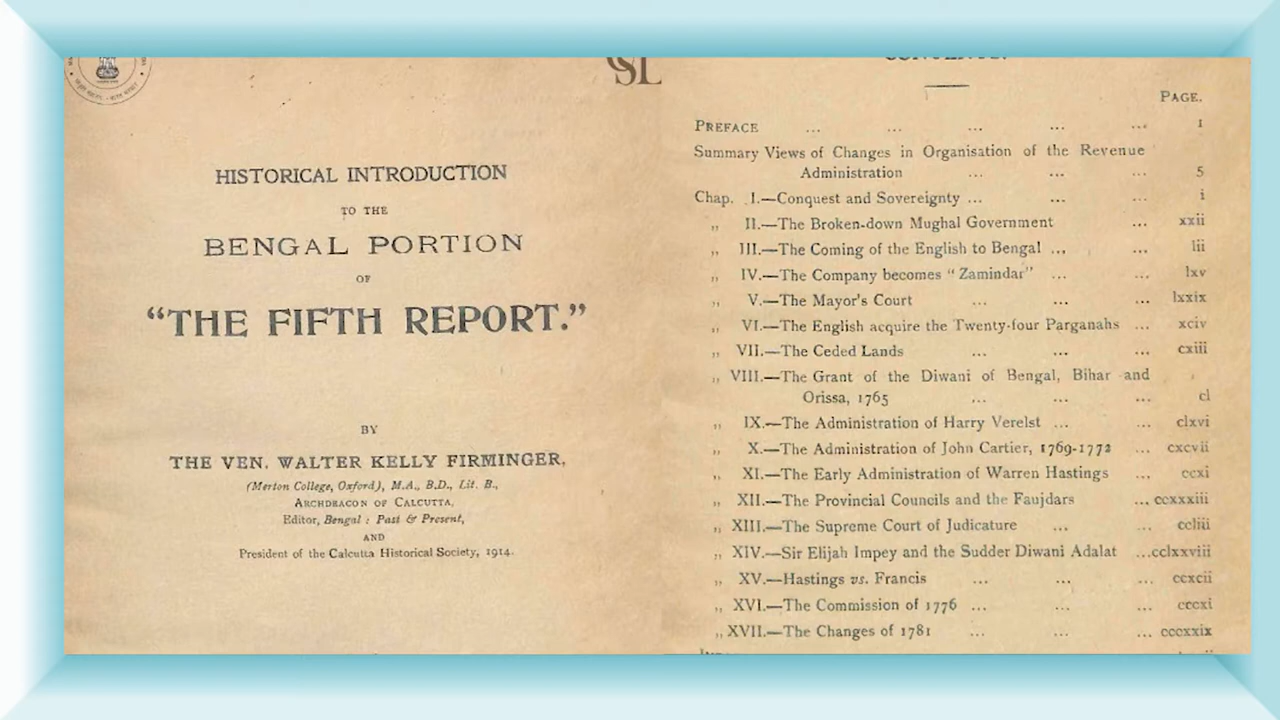 HISTORICAL INTRODUCTION
TO THE
BENGAL PORTION
OF
“THE FIFTH REPORT.”
BY
THE VEN. WALTER KELLY FIRMINGER,
(Merton College, Oxford), M.A., B.D., Lit. B.,
ARCHDEACON OF CALCUTTA,
Editor, Bengal : Past & Present,
AND
President of the Calcutta Historical Society, 1914.
PAGE.
PREFACE ... ... ... ... ... 1
Summary Views of Changes in Organisation of the Revenue
Administration ... ... ... 5
Chap. I.—Conquest and Sovereignty ... ... ... i
„ II.—The Broken-down Mughal Government ... xxii
„ III.—The Coming of the English to Bengal ... ... lii
„ IV.—The Company becomes “Zamindar” ... ... lxv
„ V.—The Mayor's Court ... ... ... lxxix
„ VI.—The English acquire the Twenty-four Parganahs ... xciv
„ VII.—The Ceded Lands ... ... ... cxiii
„ VIII.—The Grant of the Diwani of Bengal, Bihar and
Orissa, 1765 ... ... ... cl
„ IX.—The Administration of Harry Verelst ... ... clxvi
„ X.—The Administration of John Cartier, 1769-1772 ... cxcvii
„ XI.—The Early Administration of Warren Hastings ... ccxi
„ XII.—The Provincial Councils and the Faujdars ... ccxxxiii
„ XIII.—The Supreme Court of Judicature ... ... ccliii
„ XIV.—Sir Elijah Impey and the Sudder Diwani Adalat ...cclxxviii
„ XV.—Hastings vs. Francis ... ... ... ccxcii
„ XVI.—The Commission of 1776 ... ... ... cccxi
„ XVII.—The Changes of 1781 ... ... ... cccxxix